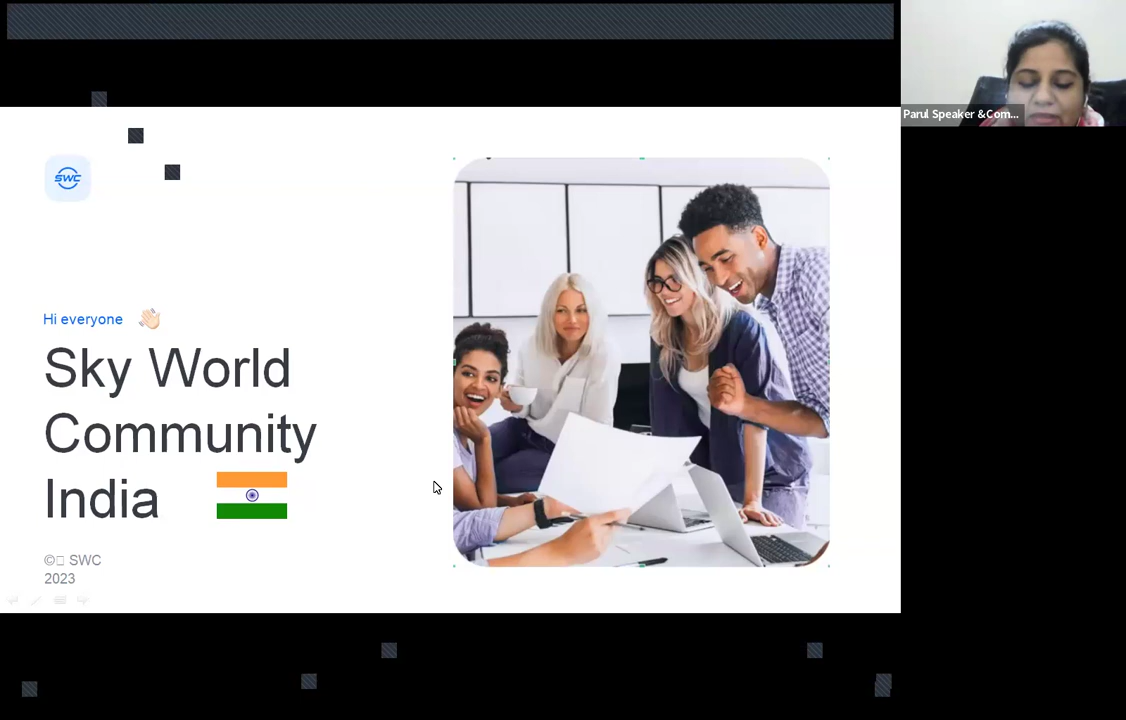 Parul Speaker &Com...
SWC
Hi everyone 👋🏻
Sky World
Community
India
© SWC
2023